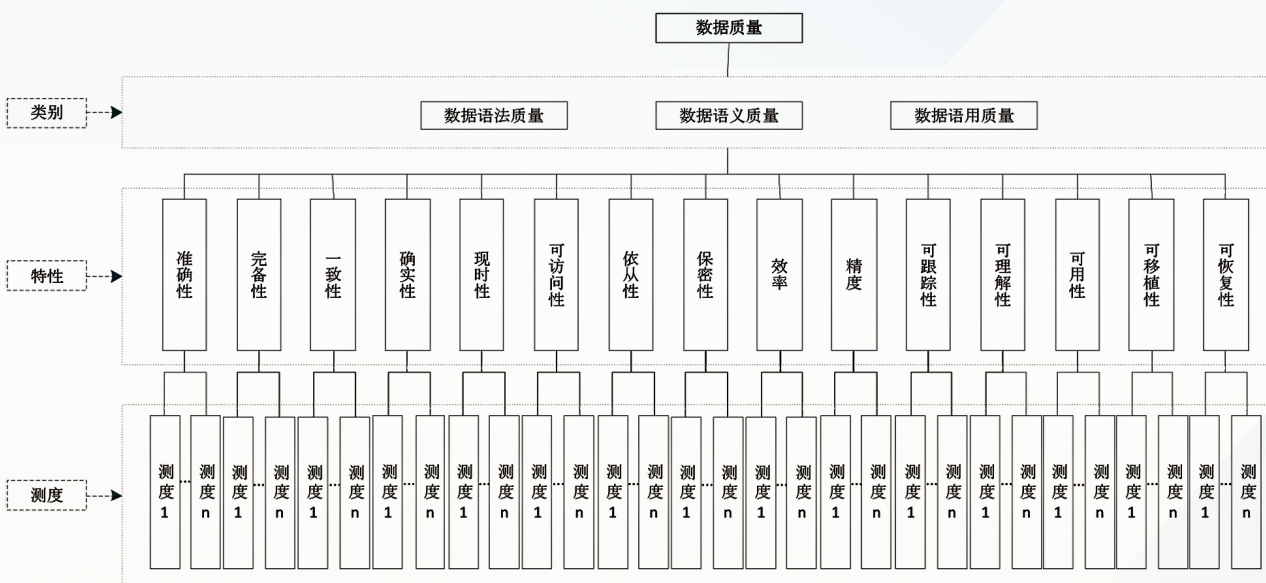 数据质量
类别
数据语法质量
数据语义质量
数据语用质量
特性
准确性
完备性
一致性
确实性
现时性
可访问性
依从性
保密性
效率
精度
可跟踪性
可理解性
可用性
可移植性
可恢复性
测度
测度1
...
测度n
测度1
...
测度n
测度1
...
测度n
测度1
...
测度n
测度1
...
测度n
测度1
...
测度n
测度1
...
测度n
测度1
...
测度n
测度1
...
测度n
测度1
...
测度n
测度1
...
测度n
测度1
...
测度n
测度1
...
测度n
测度1
...
测度n
测度1
...
测度n